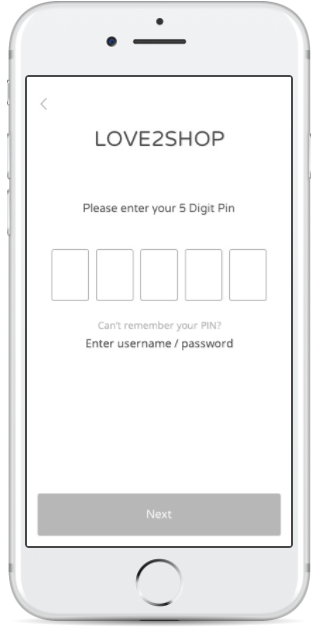 LOVE2SHOP
Please enter your 5 Digit Pin
Can't remember your PIN?
Enter username / password
Next